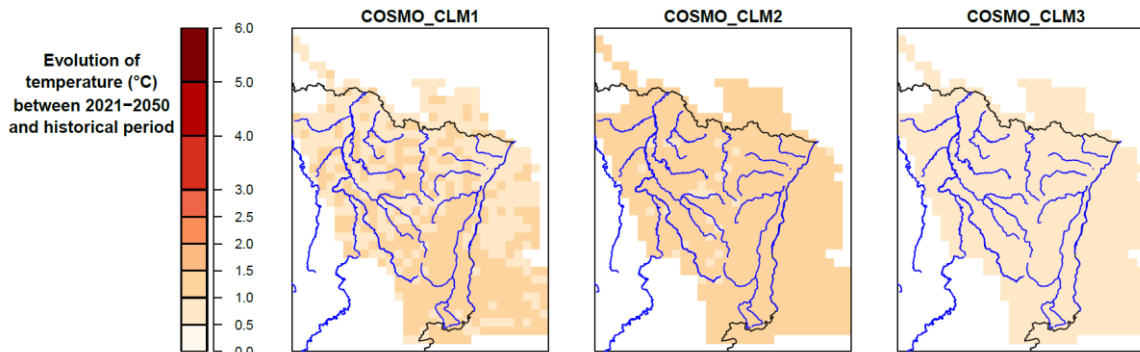 COSMO_CLM1
COSMO_CLM2
COSMO_CLM3
Evolution of
temperature (°C)
between 2021−2050
and historical period
6.0
5.0
4.0
3.0
2.5
2.0
1.5
1.0
0.5
0.0